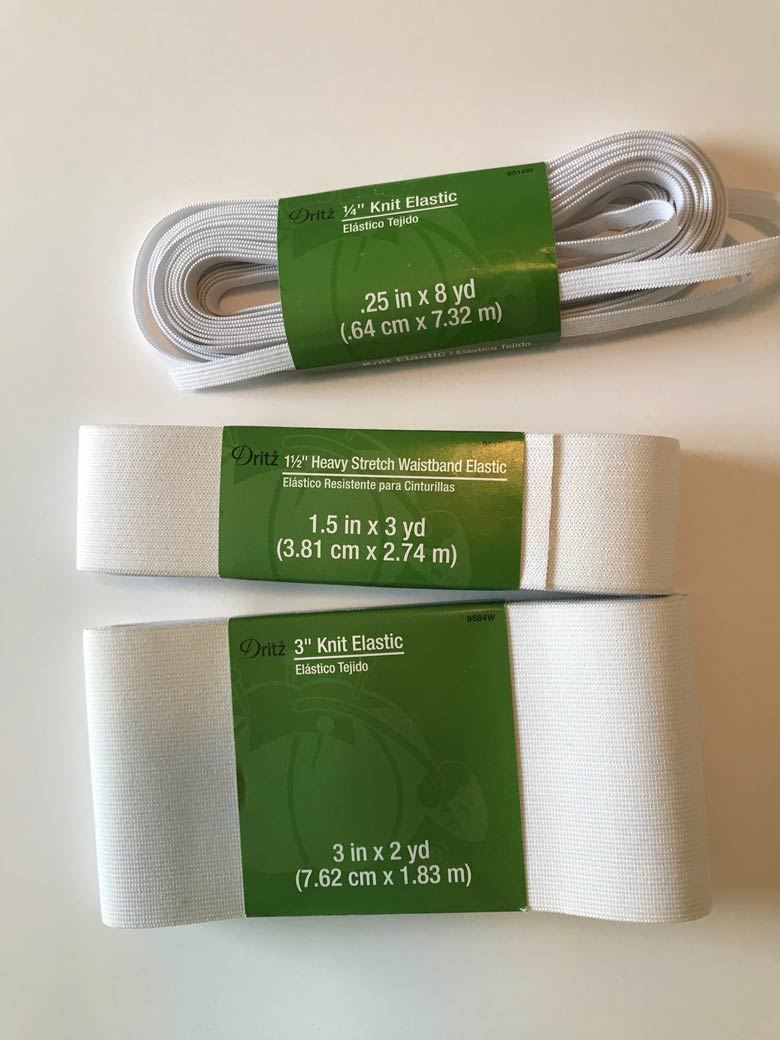 9514W
Dritz ¼" Knit Elastic
Elástico Tejido
.25 in x 8 yd
(.64 cm x 7.32 m)
Knit Elastic / Elástico Tejido
Dritz 1½" Heavy Stretch Waistband Elastic
Elástico Resistente para Cinturillas
1.5 in x 3 yd
(3.81 cm x 2.74 m)
9584W
Dritz 3" Knit Elastic
Elástico Tejido
3 in x 2 yd
(7.62 cm x 1.83 m)